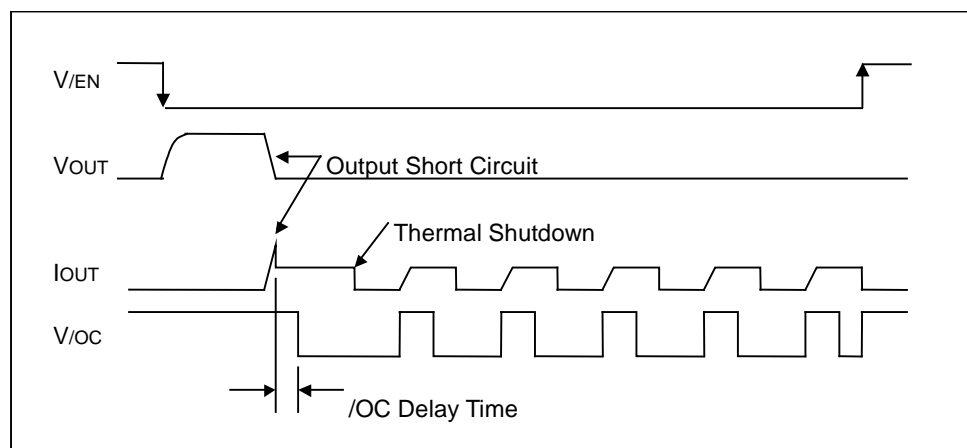 V/EN
VOUT
Output Short Circuit
Thermal Shutdown
IOUT
V/OC
/OC Delay Time